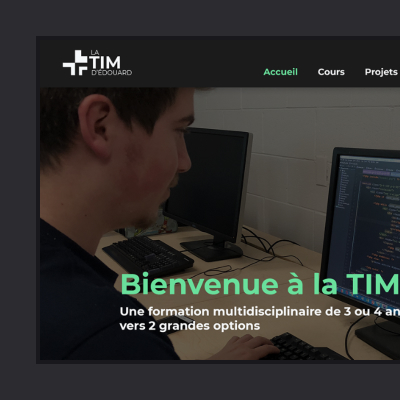 LA
TIM
D'ÉDOUARD
Accueil Cours Projets
Bienvenue à la TIM
Une formation multidisciplinaire de 3 ou 4 an
vers 2 grandes options